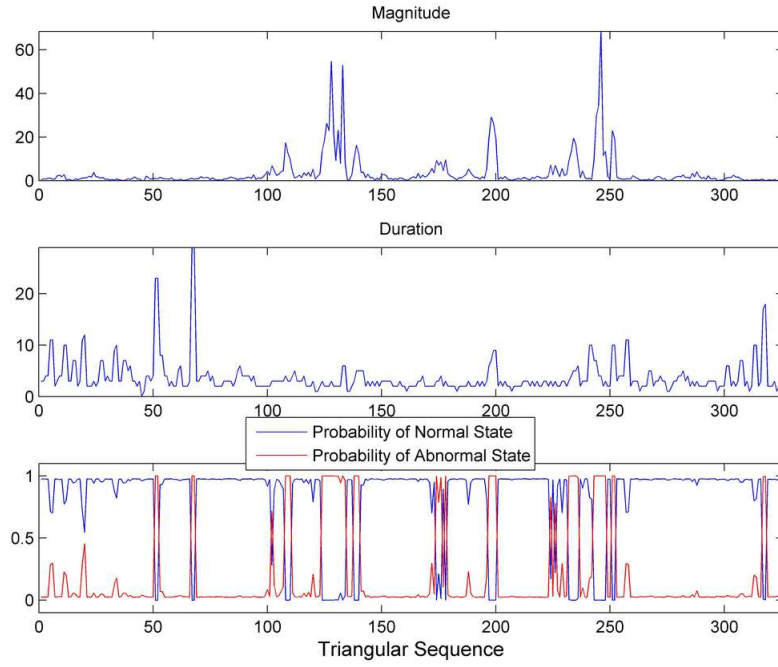 Magnitude
60
40
20
0
0 50 100 150 200 250 300
Duration
20
10
0
0 50 100 150 200 250 300
Probability of Normal State
Probability of Abnormal State
1
0.5
0
0 50 100 150 200 250 300
Triangular Sequence